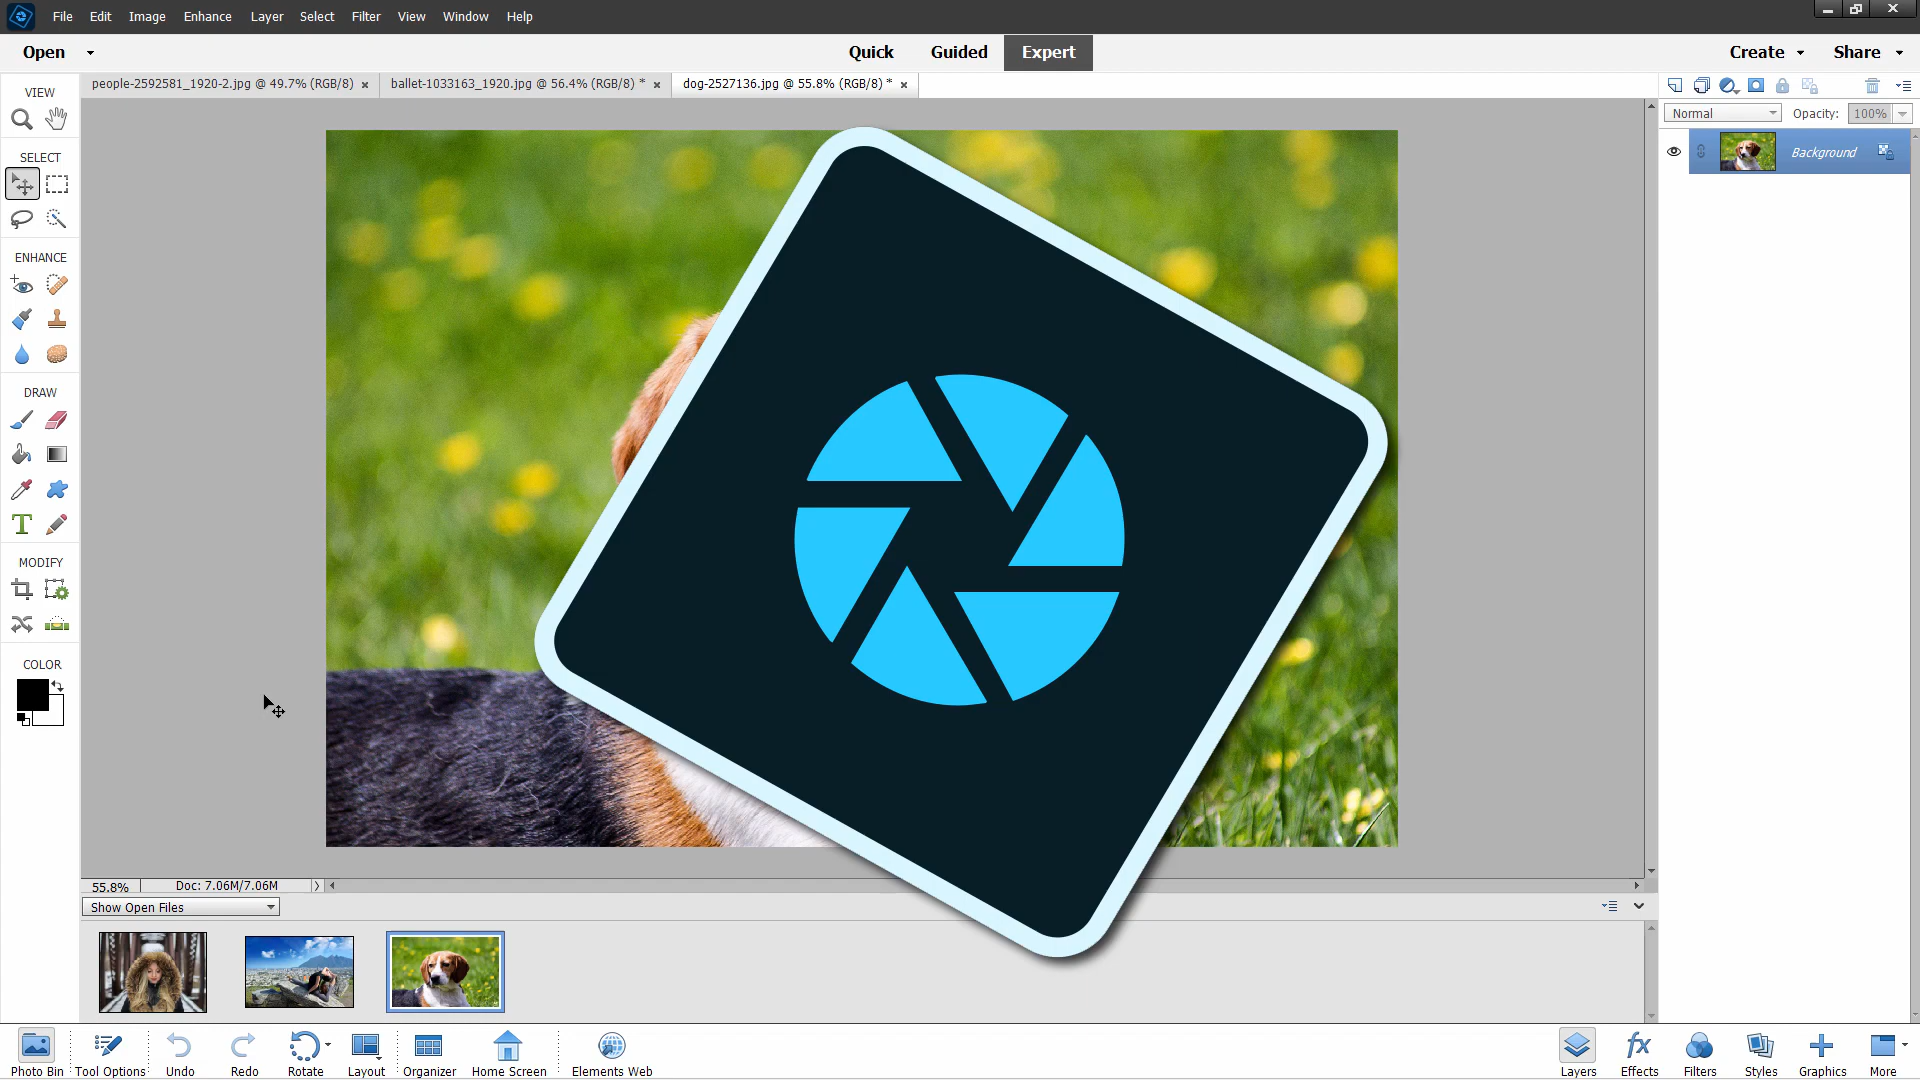 File Edit Image Enhance Layer Select Filter View Window Help
Open Quick Guided Expert Create Share
people-2592581_1920-2.jpg @ 49.7% (RGB/8) × ballet-1033163_1920.jpg @ 56.4% (RGB/8) * × dog-2527136.jpg @ 55.8% (RGB/8) * ×
VIEW
Normal Opacity: 100%
Background
SELECT
ENHANCE
DRAW
T
MODIFY
COLOR
55.8% Doc: 7.06M/7.06M
Show Open Files
Photo Bin Tool Options Undo Redo Rotate Layout Organizer Home Screen Elements Web Layers fx Effects Filters Styles Graphics More